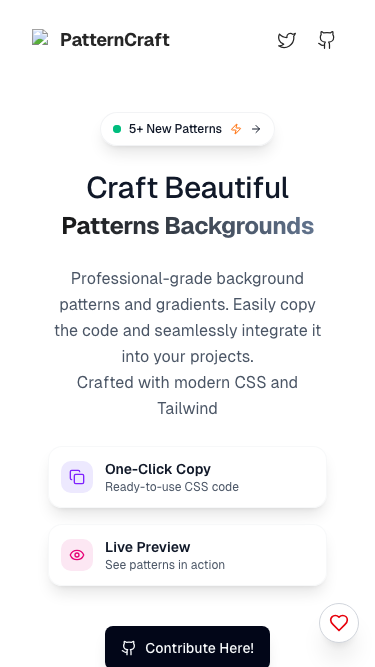 PatternCraft
5+ New Patterns
Craft Beautiful
Patterns Backgrounds
Professional-grade background
patterns and gradients. Easily copy
the code and seamlessly integrate it
into your projects.
Crafted with modern CSS and
Tailwind
One-Click Copy
Ready-to-use CSS code
Live Preview
See patterns in action
Contribute Here!